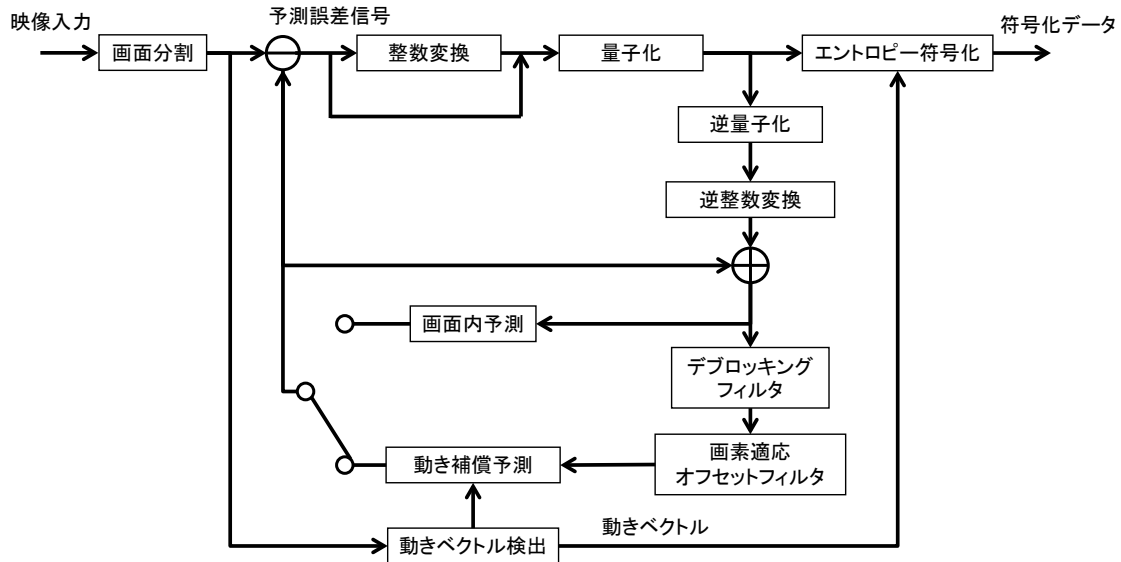 映像入力
画面分割
予測誤差信号
整数変換
量子化
エントロピー符号化
符号化データ
逆量子化
逆整数変換
画面内予測
デブロッキング
フィルタ
動き補償予測
画素適応
オフセットフィルタ
動きベクトル検出
動きベクトル